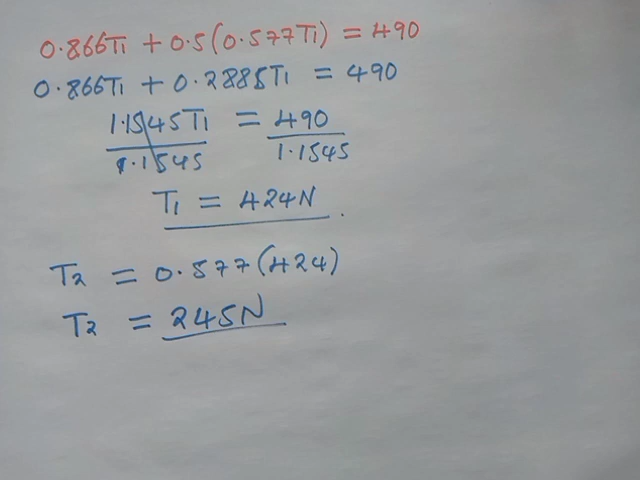 0.866T1 + 0.5(0.577T1) = 490
0.866T1 + 0.2885T1 = 490
1.1545T1 = 490
1.1545 1.1545
T1 = 424N.
T2 = 0.577(424)
T2 = 245N